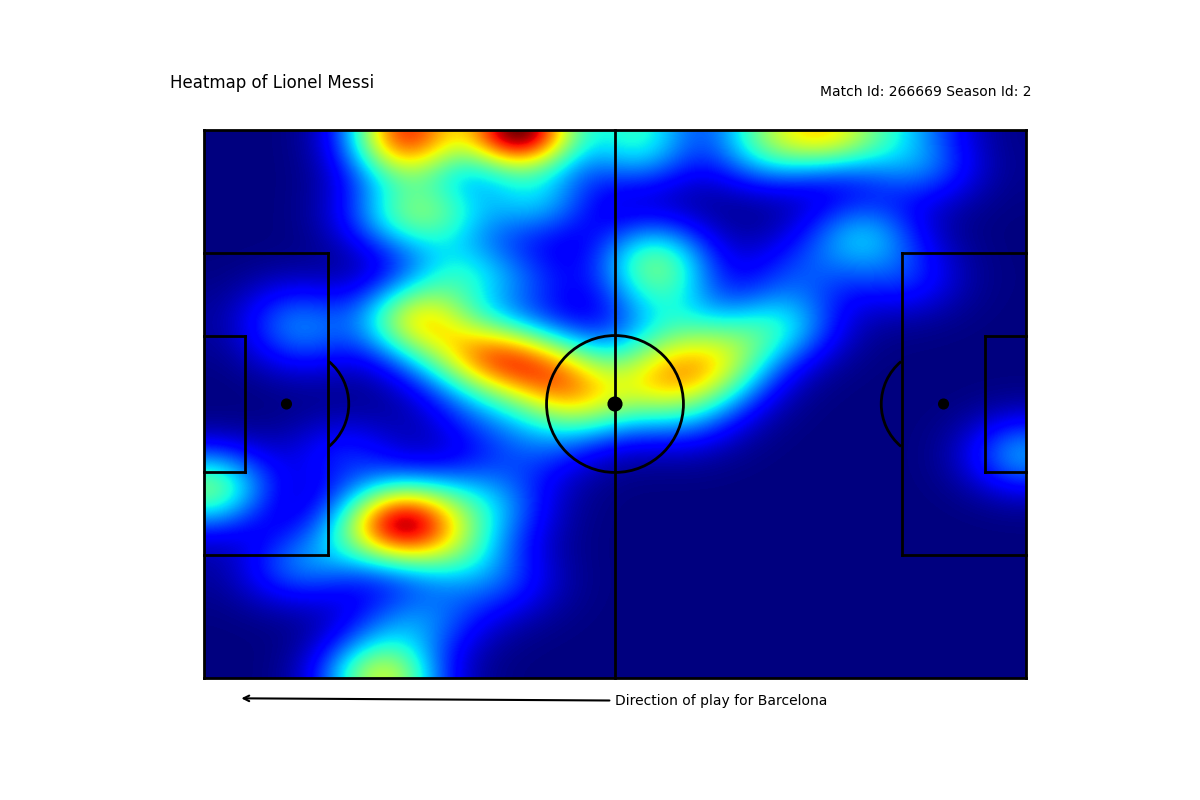 Heatmap of Lionel Messi
Match Id: 266669 Season Id: 2
Direction of play for Barcelona